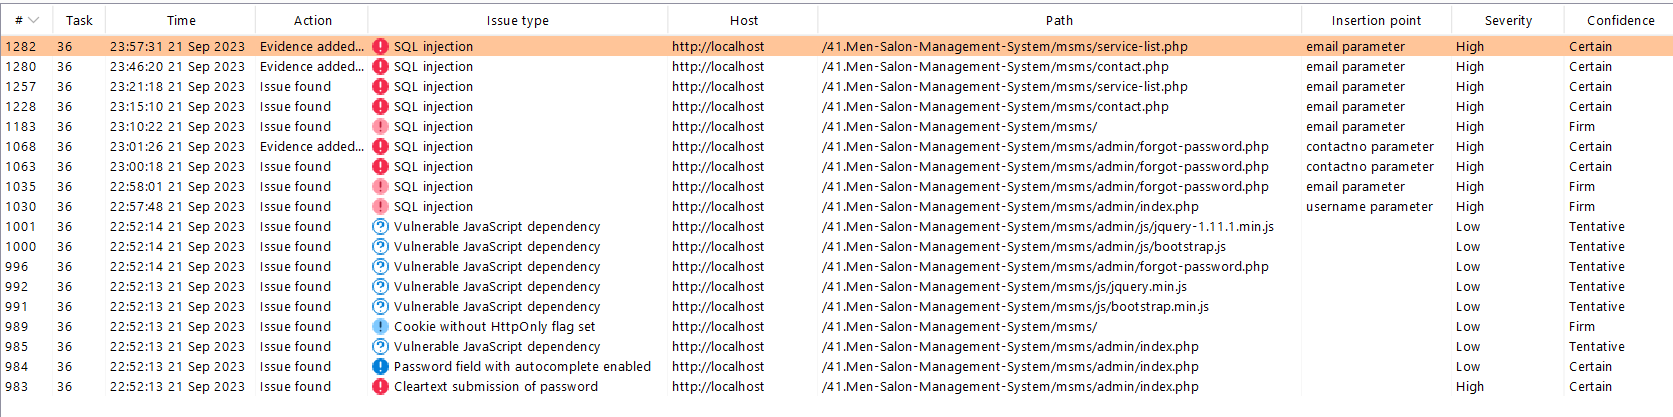 # Task Time Action Issue type Host Path Insertion point Severity Confidence
1282 36 23:57:31 21 Sep 2023 Evidence added... SQL injection http://localhost /41.Men-Salon-Management-System/msms/service-list.php email parameter High Certain
1280 36 23:46:20 21 Sep 2023 Evidence added... SQL injection http://localhost /41.Men-Salon-Management-System/msms/contact.php email parameter High Certain
1257 36 23:21:18 21 Sep 2023 Issue found SQL injection http://localhost /41.Men-Salon-Management-System/msms/service-list.php email parameter High Certain
1228 36 23:15:10 21 Sep 2023 Issue found SQL injection http://localhost /41.Men-Salon-Management-System/msms/contact.php email parameter High Certain
1183 36 23:10:22 21 Sep 2023 Issue found SQL injection http://localhost /41.Men-Salon-Management-System/msms/ email parameter High Firm
1068 36 23:01:26 21 Sep 2023 Evidence added... SQL injection http://localhost /41.Men-Salon-Management-System/msms/admin/forgot-password.php contactno parameter High Certain
1063 36 23:00:18 21 Sep 2023 Issue found SQL injection http://localhost /41.Men-Salon-Management-System/msms/admin/forgot-password.php contactno parameter High Certain
1035 36 22:58:01 21 Sep 2023 Issue found SQL injection http://localhost /41.Men-Salon-Management-System/msms/admin/forgot-password.php email parameter High Firm
1030 36 22:57:48 21 Sep 2023 Issue found SQL injection http://localhost /41.Men-Salon-Management-System/msms/admin/index.php username parameter High Firm
1001 36 22:52:14 21 Sep 2023 Issue found Vulnerable JavaScript dependency http://localhost /41.Men-Salon-Management-System/msms/admin/js/jquery-1.11.1.min.js Low Tentative
1000 36 22:52:14 21 Sep 2023 Issue found Vulnerable JavaScript dependency http://localhost /41.Men-Salon-Management-System/msms/admin/js/bootstrap.js Low Tentative
996 36 22:52:14 21 Sep 2023 Issue found Vulnerable JavaScript dependency http://localhost /41.Men-Salon-Management-System/msms/admin/forgot-password.php Low Tentative
992 36 22:52:13 21 Sep 2023 Issue found Vulnerable JavaScript dependency http://localhost /41.Men-Salon-Management-System/msms/js/jquery.min.js Low Tentative
991 36 22:52:13 21 Sep 2023 Issue found Vulnerable JavaScript dependency http://localhost /41.Men-Salon-Management-System/msms/js/bootstrap.min.js Low Tentative
989 36 22:52:13 21 Sep 2023 Issue found Cookie without HttpOnly flag set http://localhost /41.Men-Salon-Management-System/msms/ Low Firm
985 36 22:52:13 21 Sep 2023 Issue found Vulnerable JavaScript dependency http://localhost /41.Men-Salon-Management-System/msms/admin/index.php Low Tentative
984 36 22:52:13 21 Sep 2023 Issue found Password field with autocomplete enabled http://localhost /41.Men-Salon-Management-System/msms/admin/index.php Low Certain
983 36 22:52:13 21 Sep 2023 Issue found Cleartext submission of password http://localhost /41.Men-Salon-Management-System/msms/admin/index.php High Certain